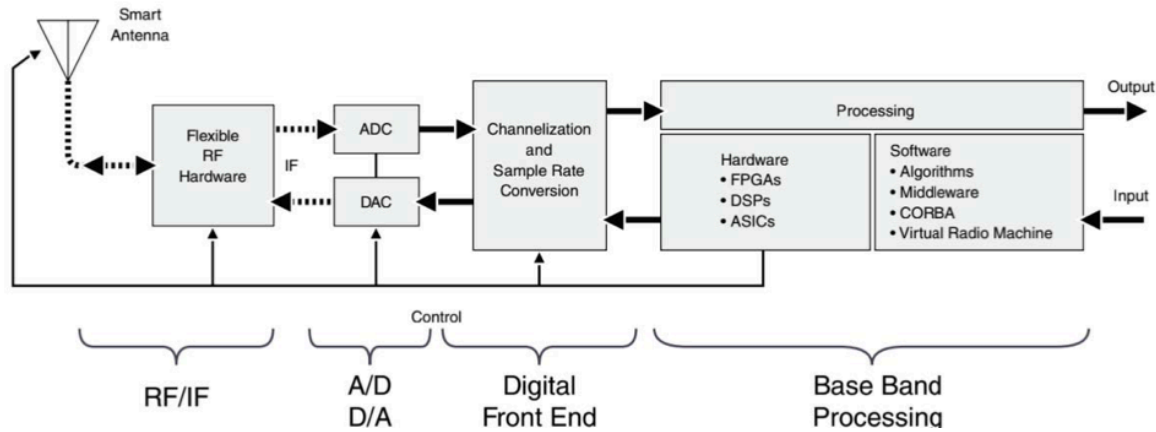 Smart
Antenna
Flexible
RF
Hardware
IF
ADC
DAC
Channelization
and
Sample Rate
Conversion
Processing
Hardware
• FPGAs
• DSPs
• ASICs
Software
• Algorithms
• Middleware
• CORBA
• Virtual Radio Machine
Output
Input
Control
RF/IF
A/D
D/A
Digital
Front End
Base Band
Processing